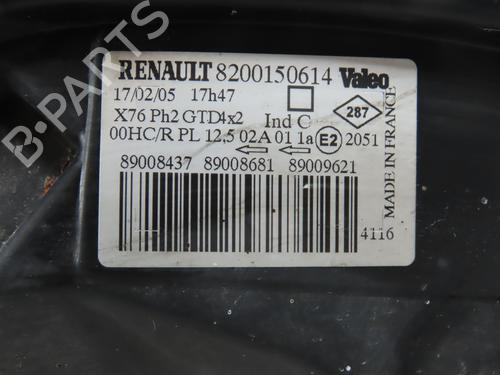 RENAULT 8200150614 Valeo
17/02/05 17h47
X76 Ph2 GTD4x2 Ind C
00HC/R PL 12,5 02A 01 1a E2 2051
287
MADE IN FRANCE
89008437 89008681 89009621
4116
B-PARTS